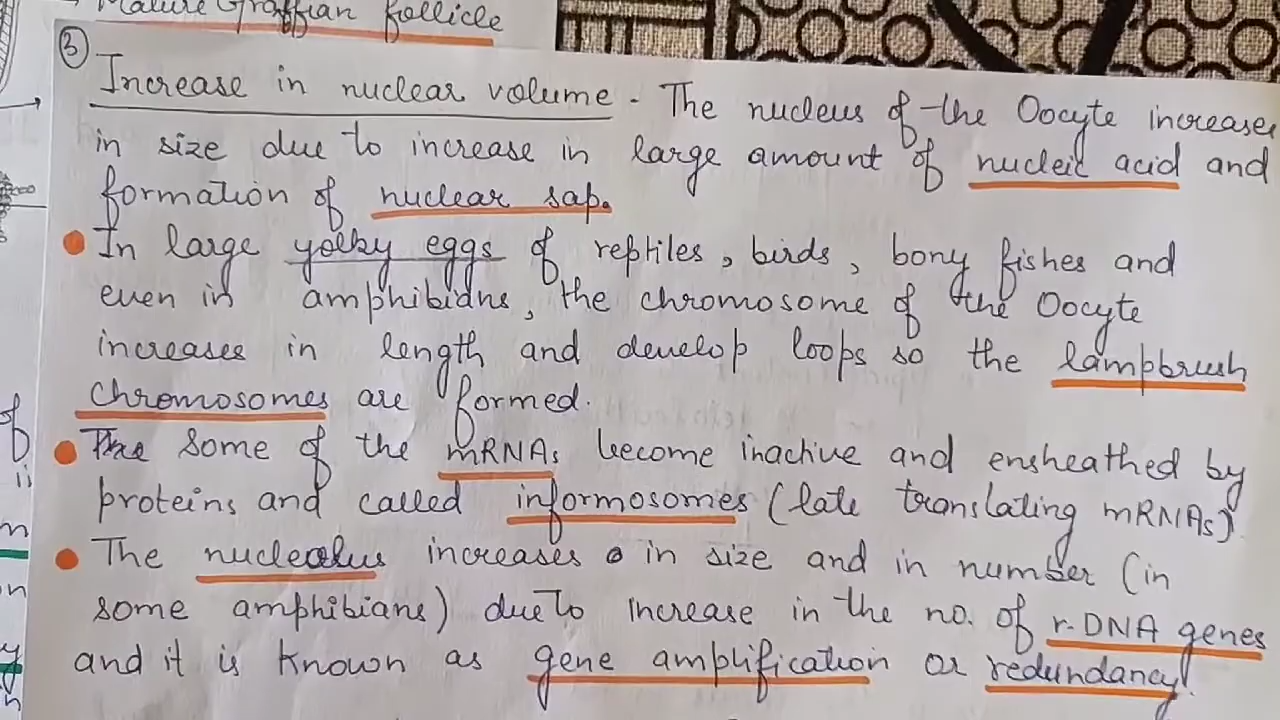 Mature Graffian follicle
③ Increase in nuclear volume - The nucleus of the Oocyte increases
in size due to increase in large amount of nucleic acid and
formation of nuclear sap.
In large yolky eggs of reptiles, birds, bony fishes and
even in amphibians, the chromosome of the Oocyte
increases in length and develop loops so the lampbrush
chromosomes are formed.
The some of the mRNAs become inactive and ensheathed by
proteins and called informosomes (late translating mRNAs)
The nucleolus increases in size and in number (in
some amphibians) due to increase in the no. of r-DNA genes
and it is known as gene amplification or redundancy.
of